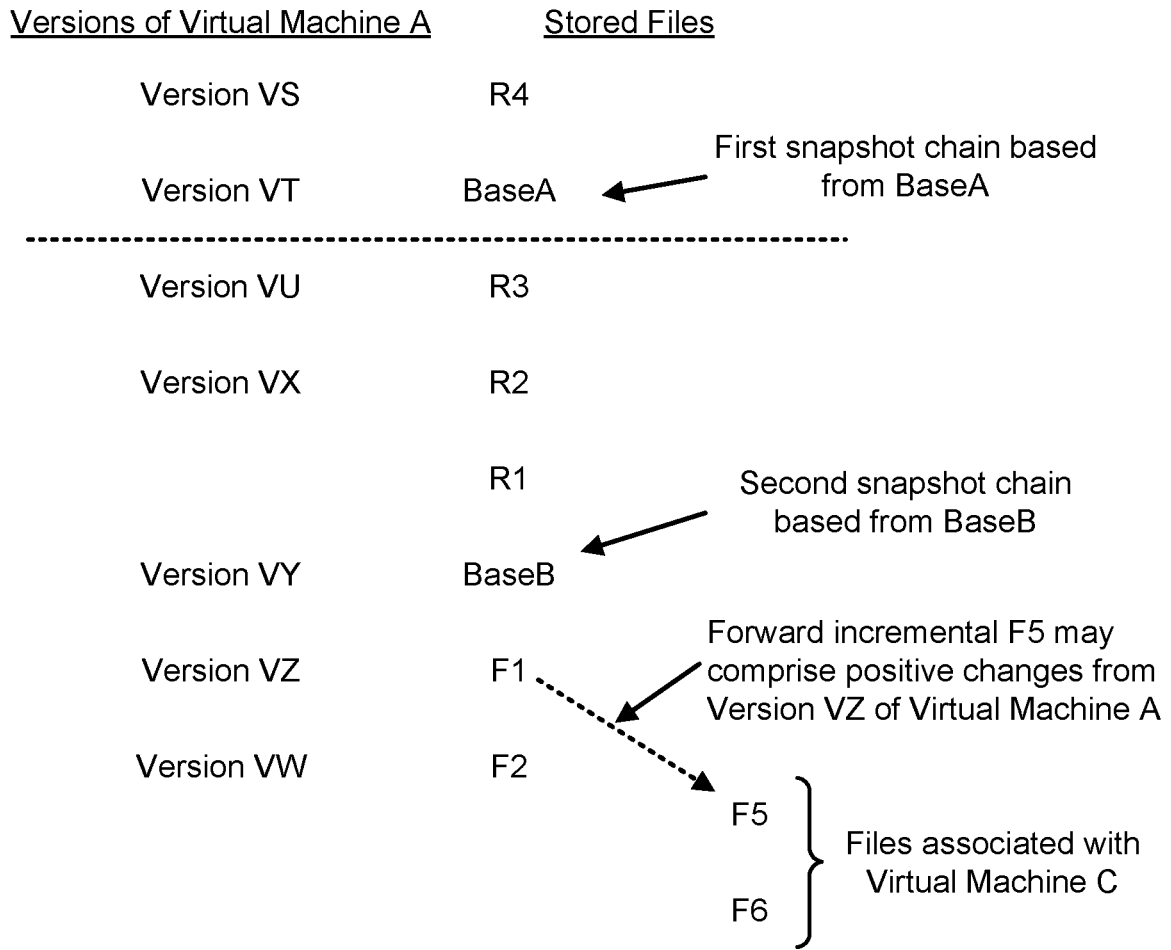 Versions of Virtual Machine A Stored Files
Version VS R4
First snapshot chain based
from BaseA
Version VT BaseA
Version VU R3
Version VX R2
R1
Second snapshot chain
based from BaseB
Version VY BaseB
Forward incremental F5 may
comprise positive changes from
Version VZ of Virtual Machine A
Version VZ F1
Version VW F2
F5
Files associated with
Virtual Machine C
F6